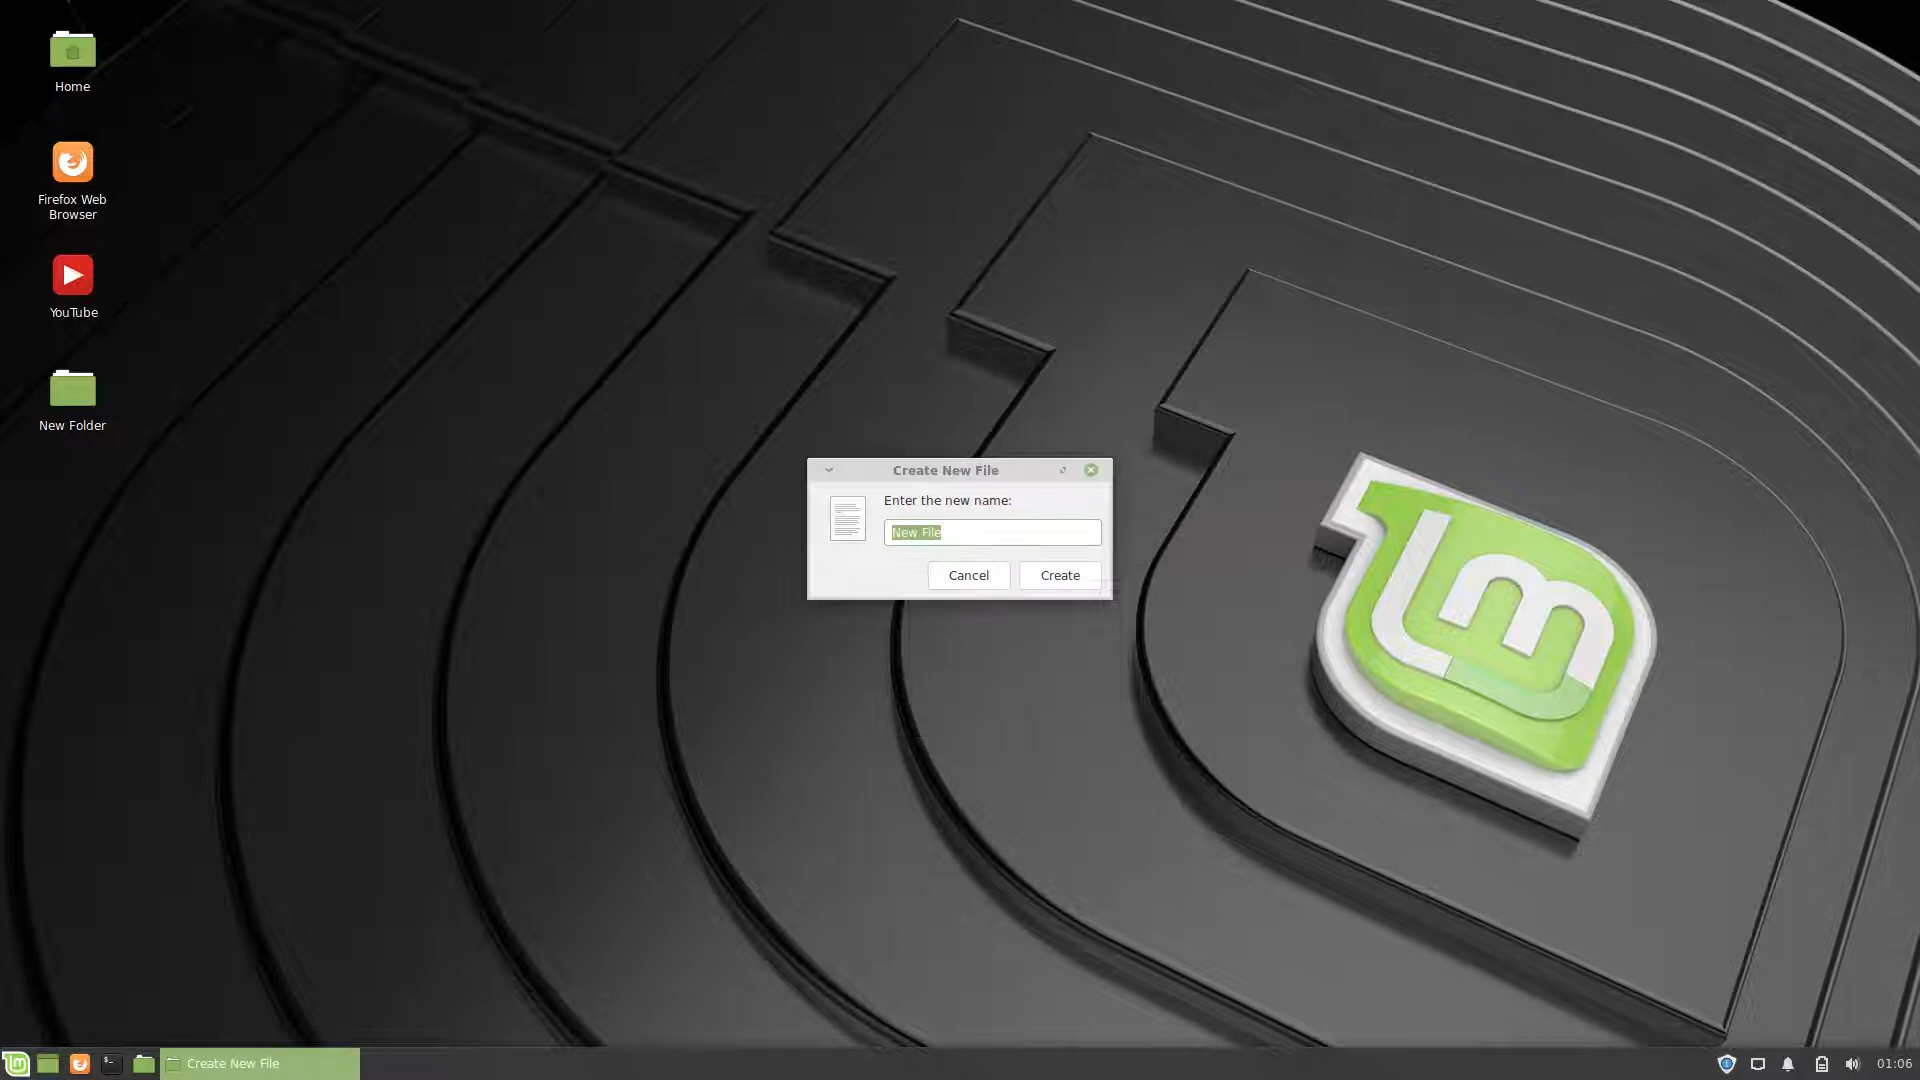 Home
Firefox Web
Browser
YouTube
New Folder
Create New File
Enter the new name:
New File
Cancel
Create
Create New File
01:06